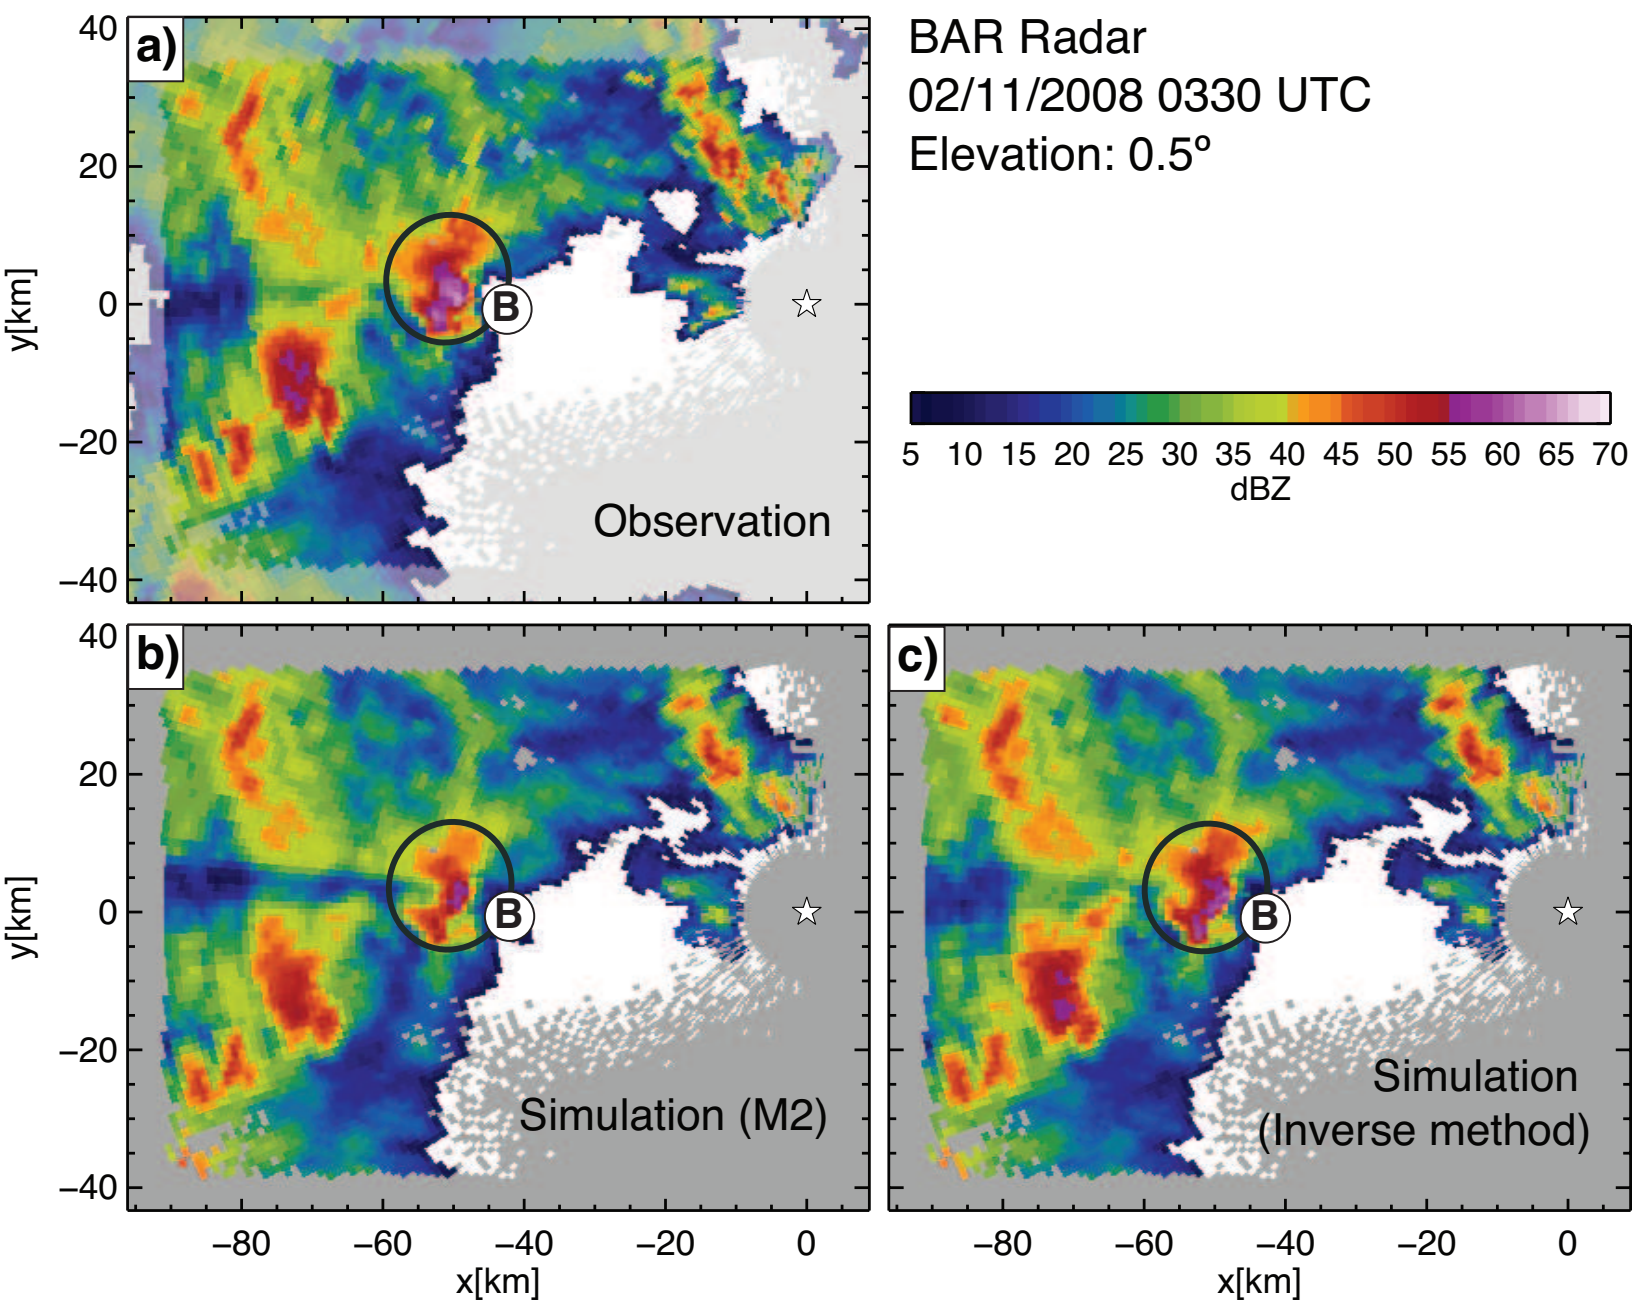 a)
40
20
0
−20
−40
y[km]
B
Observation
BAR Radar
02/11/2008 0330 UTC
Elevation: 0.5º
5 10 15 20 25 30 35 40 45 50 55 60 65 70
dBZ
b)
40
20
0
−20
−40
y[km]
B
Simulation (M2)
−80 −60 −40 −20 0
x[km]
c)
B
Simulation
(Inverse method)
−80 −60 −40 −20 0
x[km]